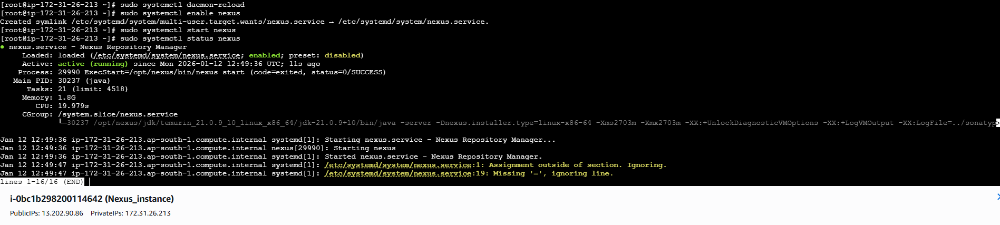 [root@ip-172-31-26-213 ~]# sudo systemctl daemon-reload
[root@ip-172-31-26-213 ~]# sudo systemctl enable nexus
Created symlink /etc/systemd/system/multi-user.target.wants/nexus.service → /etc/systemd/system/nexus.service.
[root@ip-172-31-26-213 ~]# sudo systemctl start nexus
[root@ip-172-31-26-213 ~]# sudo systemctl status nexus
● nexus.service - Nexus Repository Manager
     Loaded: loaded (/etc/systemd/system/nexus.service; enabled; preset: disabled)
     Active: active (running) since Mon 2026-01-12 12:49:36 UTC; 11s ago
    Process: 29990 ExecStart=/opt/nexus/bin/nexus start (code=exited, status=0/SUCCESS)
   Main PID: 30237 (java)
      Tasks: 21 (limit: 4518)
     Memory: 1.8G
        CPU: 19.979s
     CGroup: /system.slice/nexus.service
             └─30237 /opt/nexus/jdk/temurin_21.0.9_10_linux_x86_64/jdk-21.0.9+10/bin/java -server -Dnexus.installer.type=linux-x86-64 -Xms2703m -Xmx2703m -XX:+UnlockDiagnosticVMOptions -XX:+LogVMOutput -XX:LogFile=../sonatyp>
Jan 12 12:49:36 ip-172-31-26-213.ap-south-1.compute.internal systemd[1]: Starting nexus.service - Nexus Repository Manager...
Jan 12 12:49:36 ip-172-31-26-213.ap-south-1.compute.internal nexus[29990]: Starting nexus
Jan 12 12:49:36 ip-172-31-26-213.ap-south-1.compute.internal systemd[1]: Started nexus.service - Nexus Repository Manager.
Jan 12 12:49:47 ip-172-31-26-213.ap-south-1.compute.internal systemd[1]: /etc/systemd/system/nexus.service:1: Assignment outside of section. Ignoring.
Jan 12 12:49:47 ip-172-31-26-213.ap-south-1.compute.internal systemd[1]: /etc/systemd/system/nexus.service:19: Missing '=', ignoring line.
lines 1-16/16 (END)
i-0bc1b298200114642 (Nexus_instance)
PublicIPs: 13.202.90.86 PrivateIPs: 172.31.26.213